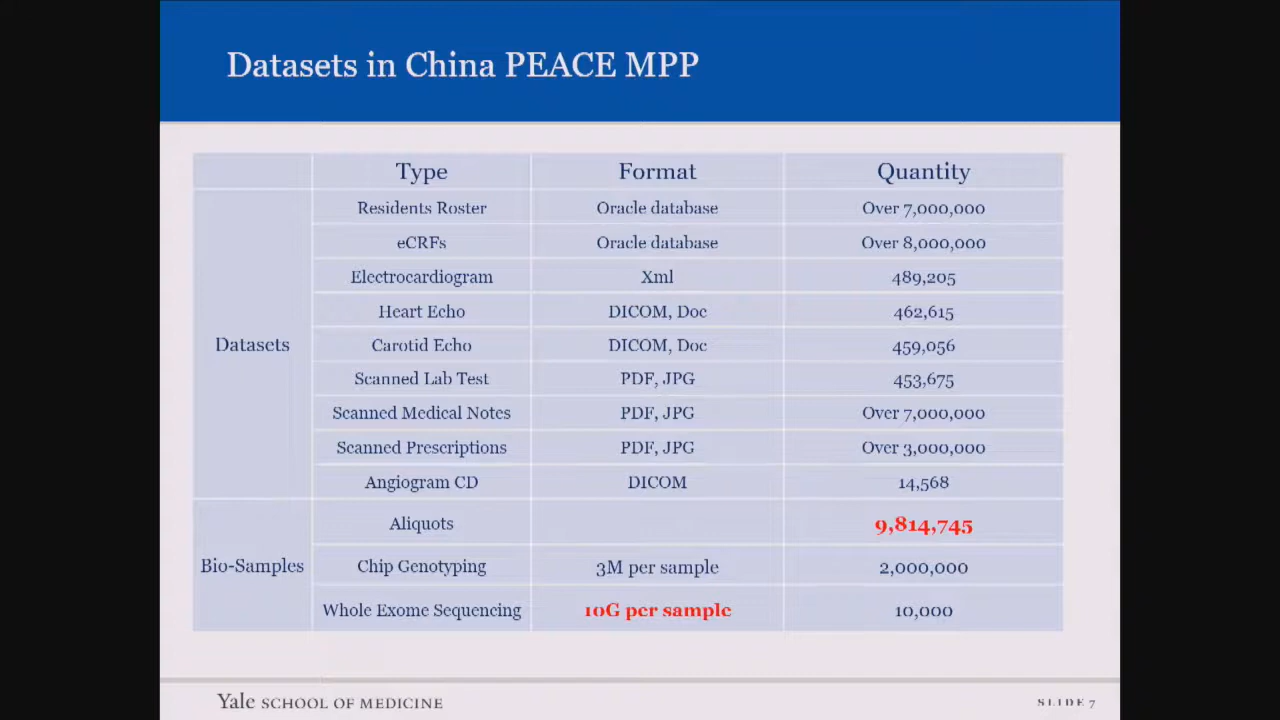 Datasets in China PEACE MPP
Type Format Quantity
Residents Roster Oracle database Over 7,000,000
eCRFs Oracle database Over 8,000,000
Electrocardiogram Xml 489,205
Heart Echo DICOM, Doc 462,615
Datasets Carotid Echo DICOM, Doc 459,056
Scanned Lab Test PDF, JPG 453,675
Scanned Medical Notes PDF, JPG Over 7,000,000
Scanned Prescriptions PDF, JPG Over 3,000,000
Angiogram CD DICOM 14,568
Aliquots 9,814,745
Bio-Samples Chip Genotyping 3M per sample 2,000,000
Whole Exome Sequencing 10G per sample 10,000
Yale SCHOOL OF MEDICINE SLIDE 7